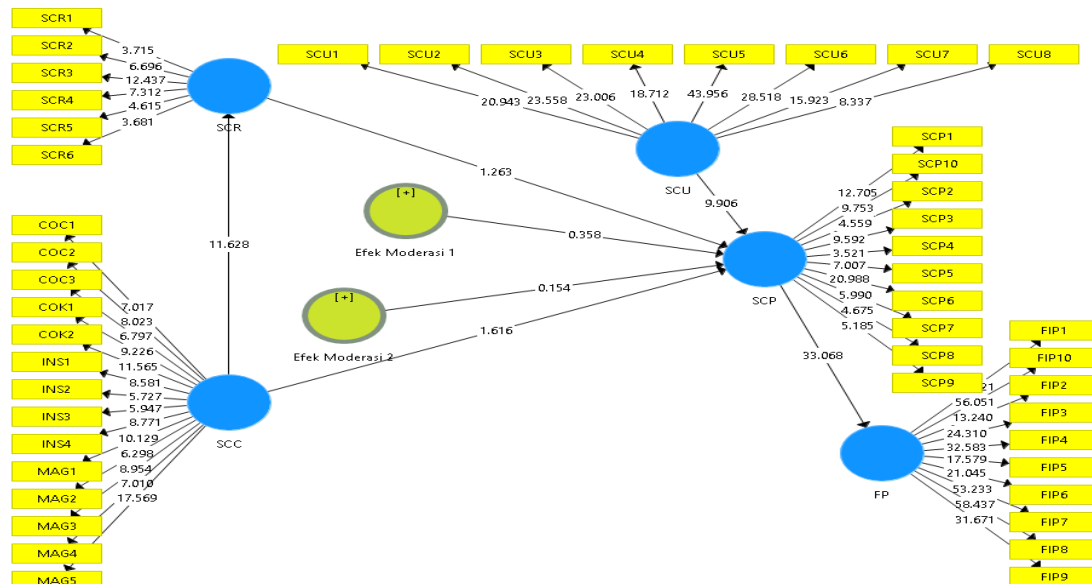 SCR1
SCR2
SCR3
SCR4
SCR5
SCR6
3.715
6.696
12.437
7.312
4.615
3.681
SCR
SCU1
SCU2
SCU3
SCU4
SCU5
SCU6
SCU7
SCU8
20.943
23.558
23.006
18.712
43.956
28.518
15.923
8.337
SCU
9.906
1.263
[+]
Efek Moderasi 1
0.358
[+]
Efek Moderasi 2
0.154
1.616
11.628
SCP1
SCP10
SCP2
SCP3
SCP4
SCP5
SCP6
SCP7
SCP8
SCP9
12.705
9.753
4.559
9.592
3.521
7.007
20.988
5.990
4.675
5.185
SCP
33.068
COC1
COC2
COC3
COK1
COK2
INS1
INS2
INS3
INS4
MAG1
MAG2
MAG3
MAG4
MAG5
7.017
8.023
6.797
9.226
11.565
8.581
5.727
5.947
8.771
10.129
6.298
8.954
7.010
17.569
SCC
FIP1
FIP10
FIP2
FIP3
FIP4
FIP5
FIP6
FIP7
FIP8
FIP9
56.051
13.240
24.310
32.583
17.579
21.045
53.233
58.437
31.671
FP